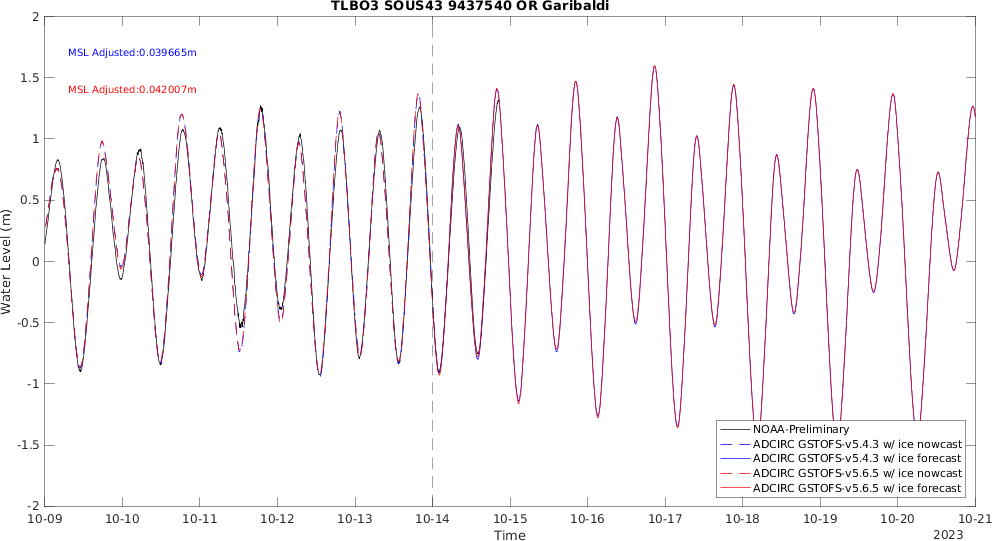 TLBO3 SOUS43 9437540 OR Garibaldi
MSL Adjusted:0.039665m
MSL Adjusted:0.042007m
Water Level (m)
2
1.5
1
0.5
0
-0.5
-1
-1.5
-2
NOAA-Preliminary
ADCIRC GSTOFS-v5.4.3 w/ ice nowcast
ADCIRC GSTOFS-v5.4.3 w/ ice forecast
ADCIRC GSTOFS-v5.6.5 w/ ice nowcast
ADCIRC GSTOFS-v5.6.5 w/ ice forecast
10-09 10-10 10-11 10-12 10-13 10-14 10-15 10-16 10-17 10-18 10-19 10-20 10-21
Time
2023